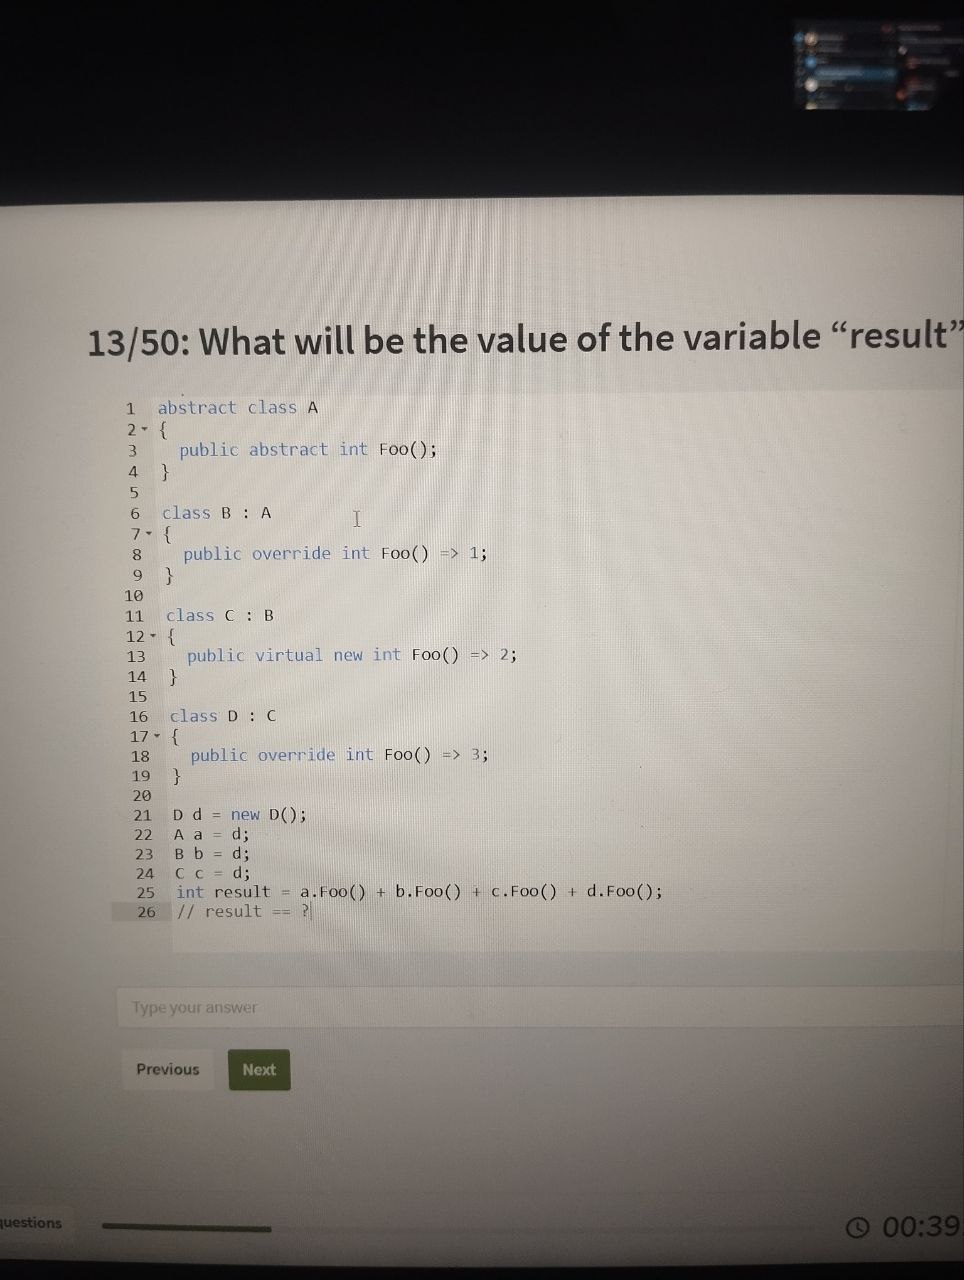 13/50: What will be the value of the variable “result”
1 abstract class A
2 {
3 public abstract int Foo();
4 }
5
6 class B : A
7 {
8 public override int Foo() => 1;
9 }
10
11 class C : B
12 {
13 public virtual new int Foo() => 2;
14 }
15
16 class D : C
17 {
18 public override int Foo() => 3;
19 }
20
21 D d = new D();
22 A a = d;
23 B b = d;
24 C c = d;
25 int result = a.Foo() + b.Foo() + c.Foo() + d.Foo();
26 // result == ?
Type your answer
Previous Next
questions 00:39